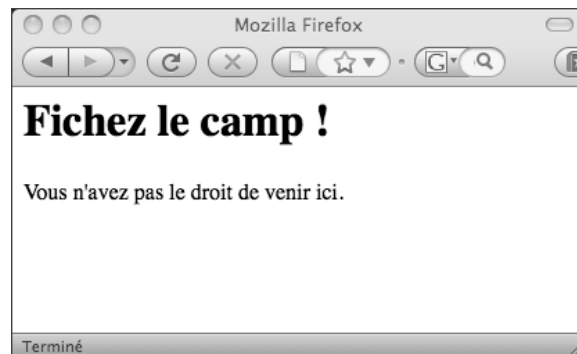 Mozilla Firefox
G
Fichez le camp !
Vous n'avez pas le droit de venir ici.
Terminé